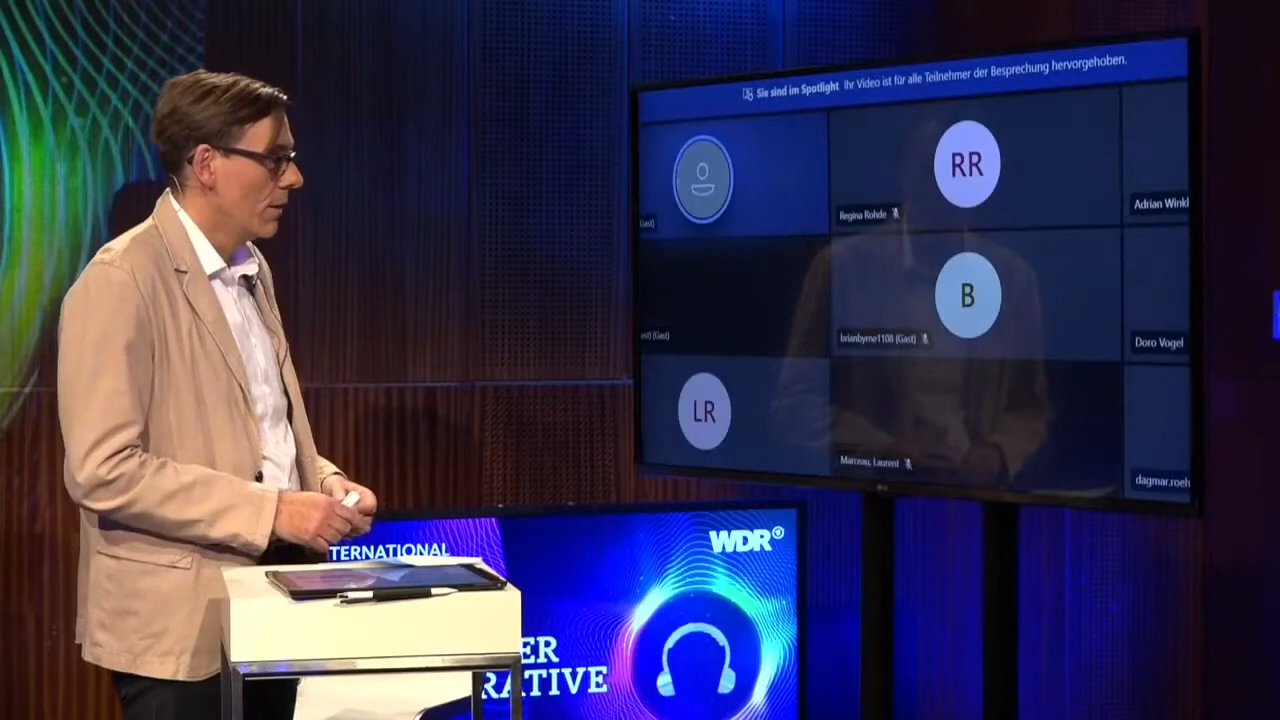 Sie sind im Spotlight Ihr Video ist für alle Teilnehmer der Besprechung hervorgehoben.
RR
Regina Rohde
Adrian Winkl
B
brianbyrne1108 (Gast)
Doro Vogel
LR
Marceau, Laurent
dagmar.roeh
TERNATIONAL
WDR
ER
RATIVE